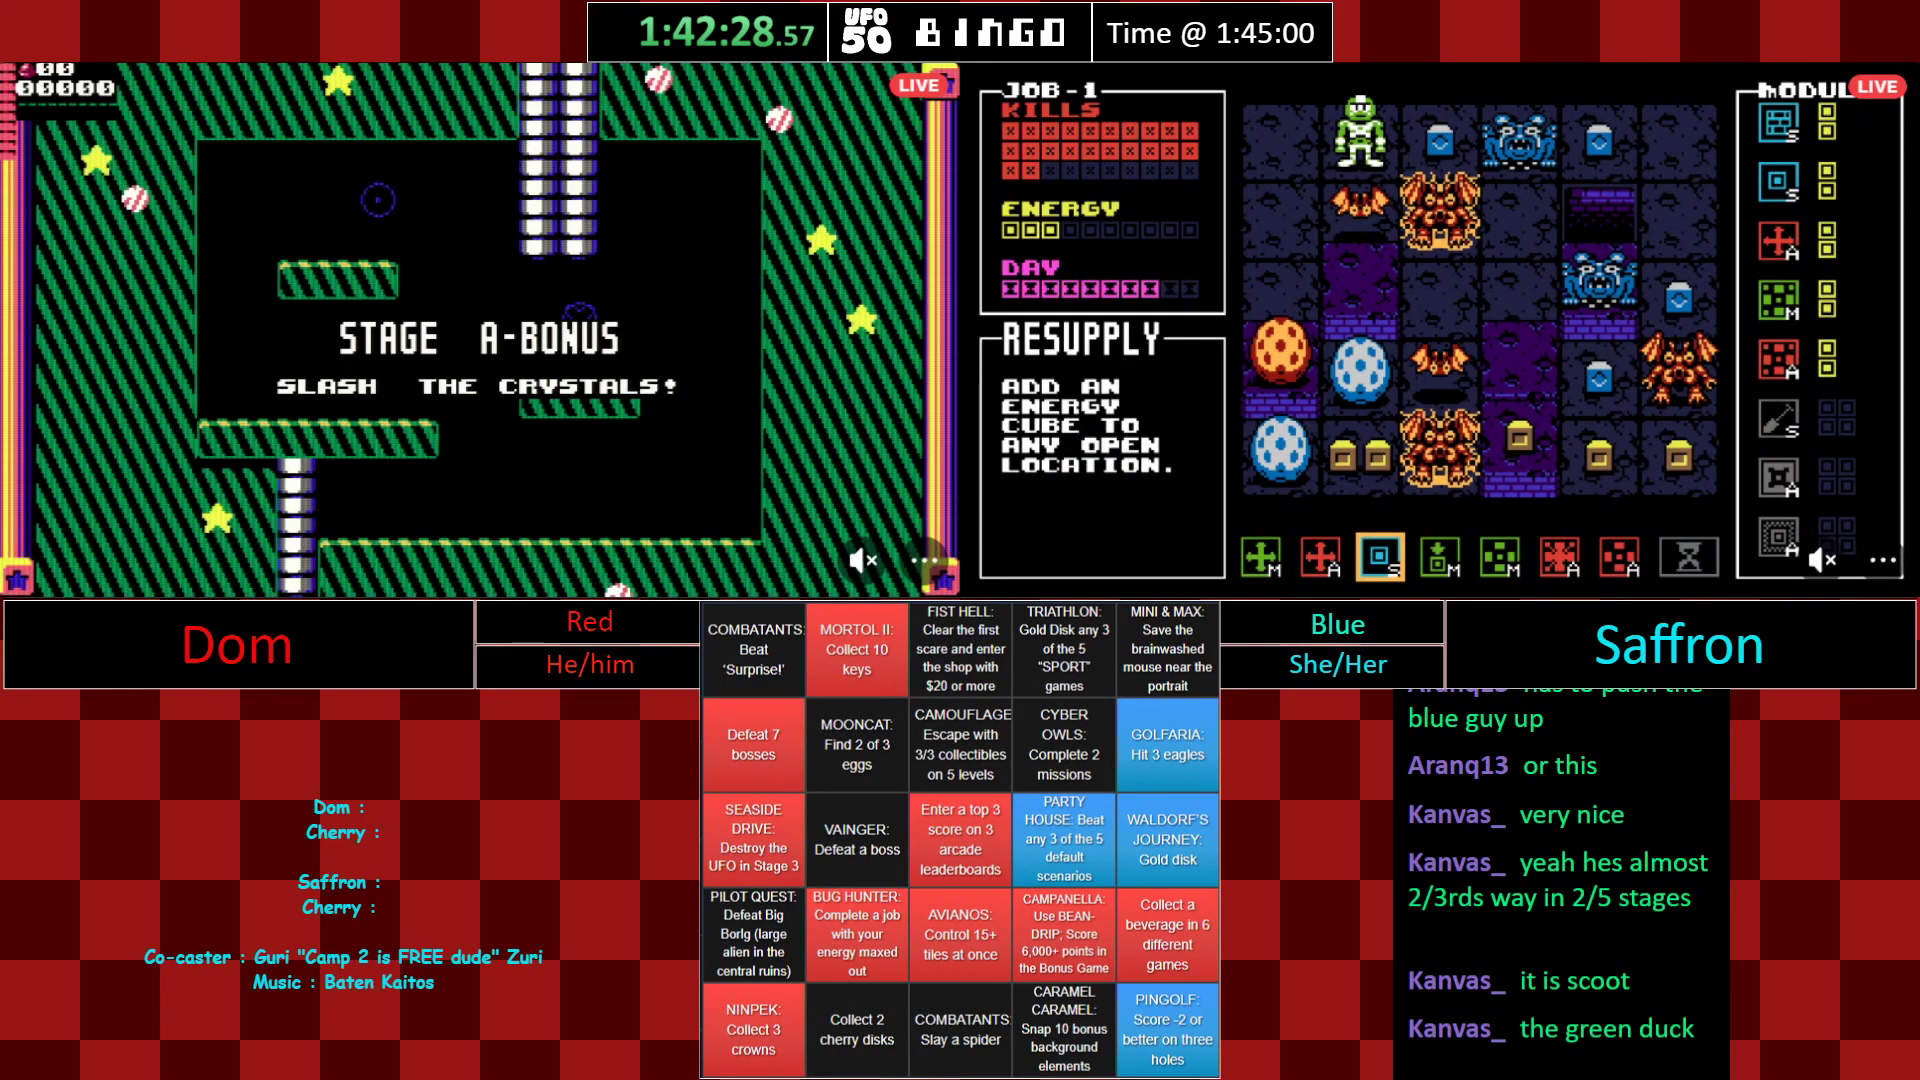 1:42:28.57
UFO 50 BINGO
Time @ 1:45:00
00
00000
LIVE
STAGE A-BONUS
SLASH THE CRYSTALS!
JOB-1
KILLS
ENERGY
DAY
RESUPPLY
ADD AN
ENERGY
CUBE TO
ANY OPEN
LOCATION.
MODUL
LIVE
S
S
A
M
A
S
A
A
M
A
S
M
M
A
A
Dom
Red
He/him
Blue
She/Her
Saffron
COMBATANTS:
Beat
'Surprise!'
MORTOL II:
Collect 10
keys
FIST HELL:
Clear the first
scare and enter
the shop with
$20 or more
TRIATHLON:
Gold Disk any 3
of the 5
"SPORT"
games
MINI & MAX:
Save the
brainwashed
mouse near the
portrait
Defeat 7
bosses
MOONCAT:
Find 2 of 3
eggs
CAMOUFLAGE
Escape with
3/3 collectibles
on 5 levels
CYBER
OWLS:
Complete 2
missions
GOLFARIA:
Hit 3 eagles
SEASIDE
DRIVE:
Destroy the
UFO in Stage 3
VAINGER:
Defeat a boss
Enter a top 3
score on 3
arcade
leaderboards
PARTY
HOUSE: Beat
any 3 of the 5
default
scenarios
WALDORF'S
JOURNEY:
Gold disk
PILOT QUEST:
Defeat Big
Borlg (large
alien in the
central ruins)
BUG HUNTER:
Complete a job
with your
energy maxed
out
AVIANOS:
Control 15+
tiles at once
CAMPANELLA:
Use BEAN-
DRIP; Score
6,000+ points in
the Bonus Game
Collect a
beverage in 6
different
games
NINPEK:
Collect 3
crowns
Collect 2
cherry disks
COMBATANTS:
Slay a spider
CARAMEL
CARAMEL:
Snap 10 bonus
background
elements
PINGOLF:
Score -2 or
better on three
holes
Dom :
Cherry :
Saffron :
Cherry :
Co-caster : Guri "Camp 2 is FREE dude" Zuri
Music : Baten Kaitos
Aranq13 has to push the
blue guy up
Aranq13 or this
Kanvas_ very nice
Kanvas_ yeah hes almost
2/3rds way in 2/5 stages
Kanvas_ it is scoot
Kanvas_ the green duck